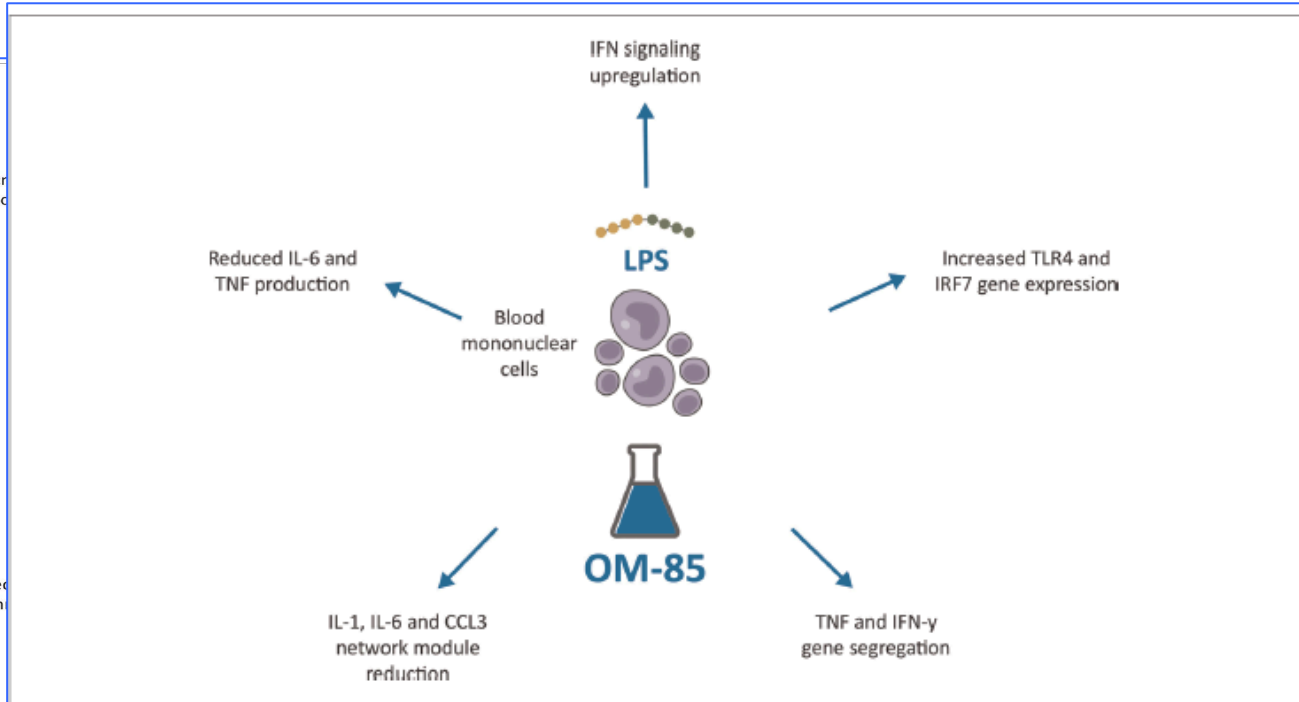 IFN signaling
upregulation
LPS
Reduced IL-6 and
TNF production
Increased TLR4 and
IRF7 gene expression
Blood
mononuclear
cells
OM-85
IL-1, IL-6 and CCL3
network module
reduction
TNF and IFN-γ
gene segregation